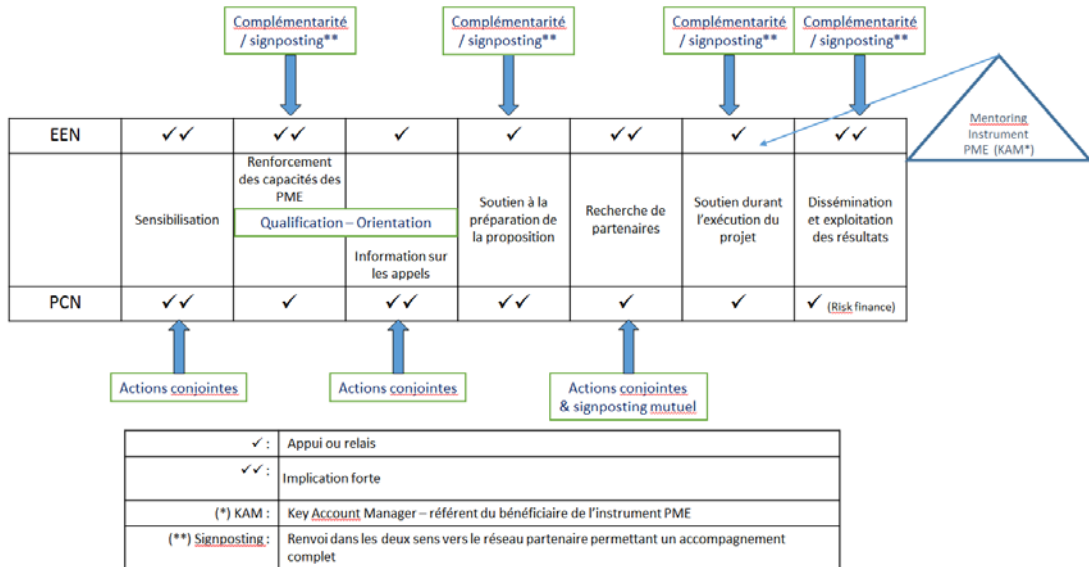 Complémentarité
/ signposting**
Complémentarité
/ signposting**
Complémentarité
/ signposting**
Complémentarité
/ signposting**
Mentoring
Instrument
PME (KAM*)
EEN ✓✓ ✓✓ ✓ ✓ ✓✓ ✓ ✓✓
Sensibilisation
Renforcement
des capacités des
PME
Qualification – Orientation
Information sur
les appels
Soutien à la
préparation de
la proposition
Recherche de
partenaires
Soutien durant
l'exécution du
projet
Dissémination
et exploitation
des résultats
PCN ✓✓ ✓ ✓✓ ✓✓ ✓ ✓ ✓ (Risk finance)
Actions conjointes
Actions conjointes
Actions conjointes
& signposting mutuel
✓ : Appui ou relais
✓✓ : Implication forte
(*) KAM : Key Account Manager – référent du bénéficiaire de l'instrument PME
(**) Signposting : Renvoi dans les deux sens vers le réseau partenaire permettant un accompagnement
complet